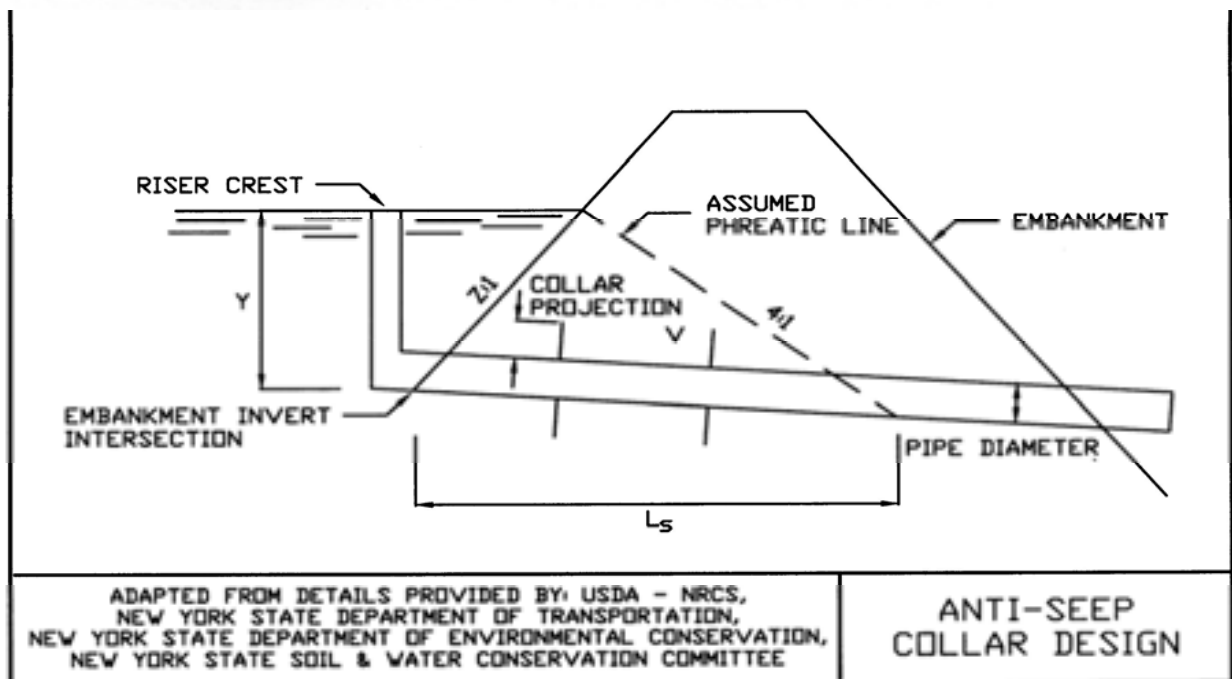 RISER CREST
ASSUMED
PHREATIC LINE
EMBANKMENT
Y
2:1
COLLAR
PROJECTION
V
4:1
EMBANKMENT INVERT
INTERSECTION
PIPE DIAMETER
LS
ADAPTED FROM DETAILS PROVIDED BY: USDA - NRCS,
NEW YORK STATE DEPARTMENT OF TRANSPORTATION,
NEW YORK STATE DEPARTMENT OF ENVIRONMENTAL CONSERVATION,
NEW YORK STATE SOIL & WATER CONSERVATION COMMITTEE
ANTI-SEEP
COLLAR DESIGN